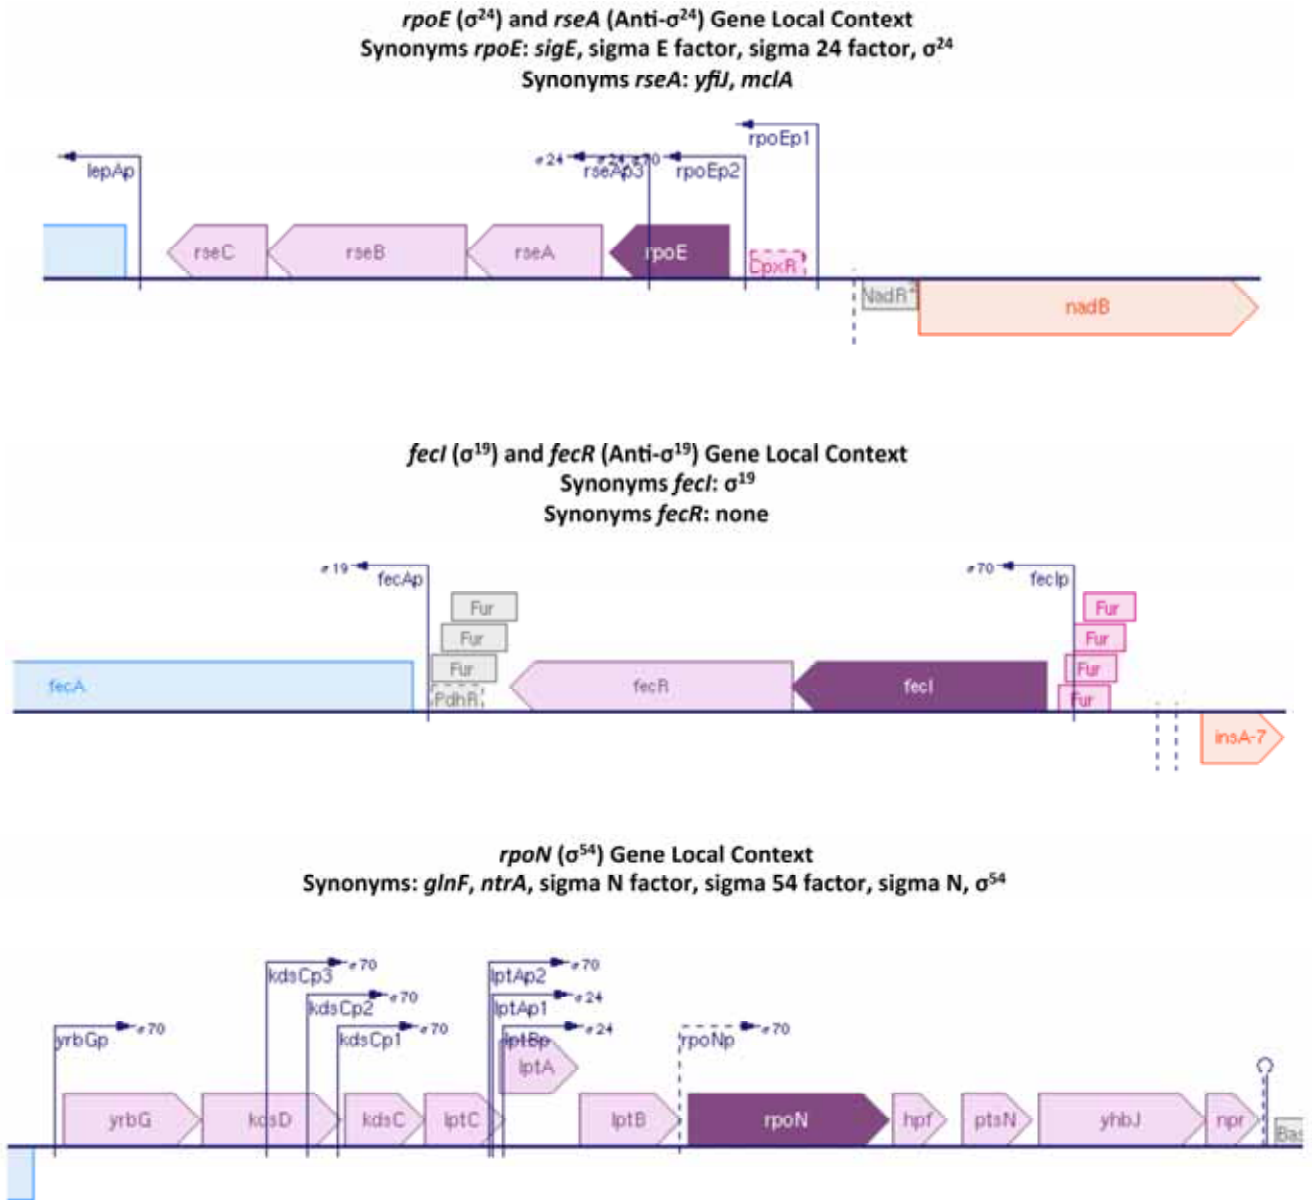 rpoE (σ²⁴) and rseA (Anti-σ²⁴) Gene Local Context
Synonyms rpoE: sigE, sigma E factor, sigma 24 factor, σ²⁴
Synonyms rseA: yfiJ, mclA
rpoEp1
lepAp
σ24
σ24, σ70
rseAp3
rpoEp2
rseC
rseB
rseA
rpoE
CpxR
NadR
nadB
fecI (σ¹⁹) and fecR (Anti-σ¹⁹) Gene Local Context
Synonyms fecI: σ¹⁹
Synonyms fecR: none
σ19
fecAp
σ70
fecIp
Fur
Fur
Fur
Fur
Fur
Fur
Fur
PdhR
fecA
fecR
fecI
insA-7
rpoN (σ⁵⁴) Gene Local Context
Synonyms: glnF, ntrA, sigma N factor, sigma 54 factor, sigma N, σ⁵⁴
kdsCp3
σ70
lptAp2
σ70
kdsCp2
σ70
lptAp1
σ24
yrbGp
σ70
kdsCp1
σ70
lptBp
σ24
rpoNp
σ70
lptA
yrbG
kdsD
kdsC
lptC
lptB
rpoN
hpf
ptsN
yhbJ
npr
Bas